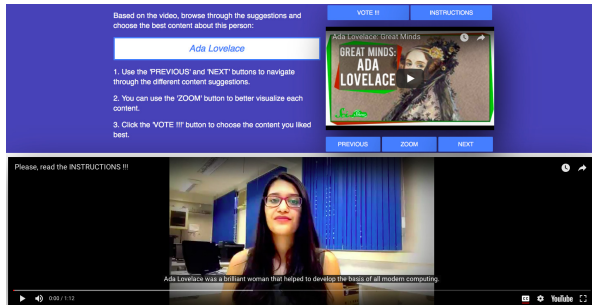 Based on the video, browse through the suggestions and
choose the best content about this person:
Ada Lovelace
1. Use the 'PREVIOUS' and 'NEXT' buttons to navigate
through the different content suggestions.
2. You can use the 'ZOOM' button to better visualize each
content.
3. Click the 'VOTE !!!' button to choose the content you liked
best.
VOTE !!!
INSTRUCTIONS
Ada Lovelace: Great Minds
GREAT MINDS:
ADA
LOVELACE
SciShow
PREVIOUS
ZOOM
NEXT
Please, read the INSTRUCTIONS !!!
Ada Lovelace was a brilliant woman that helped to develop the basis of all modern computing.
0:00 / 1:12
CC
YouTube